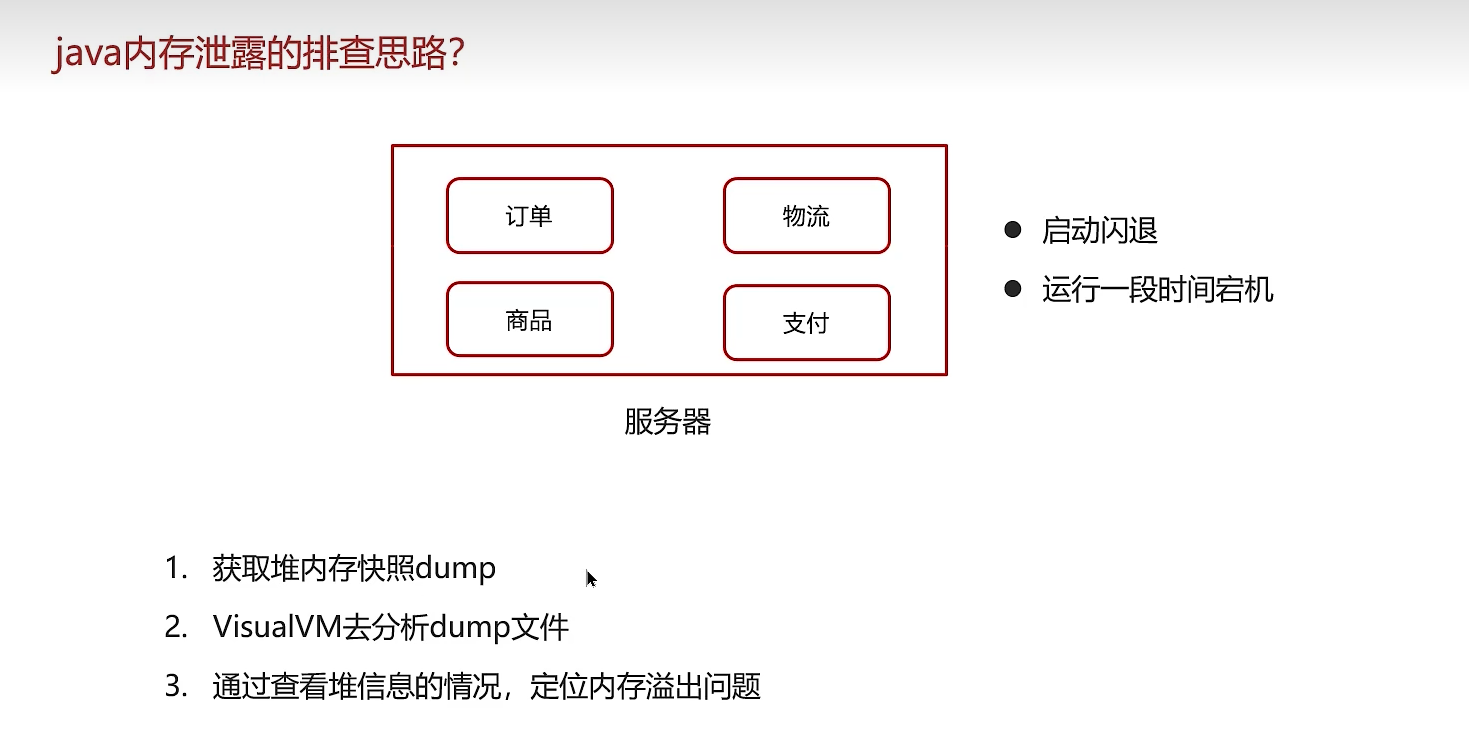 java内存泄露的排查思路?
订单
物流
商品
支付
服务器
● 启动闪退
● 运行一段时间宕机
1. 获取堆内存快照dump
2. VisualVM去分析dump文件
3. 通过查看堆信息的情况，定位内存溢出问题